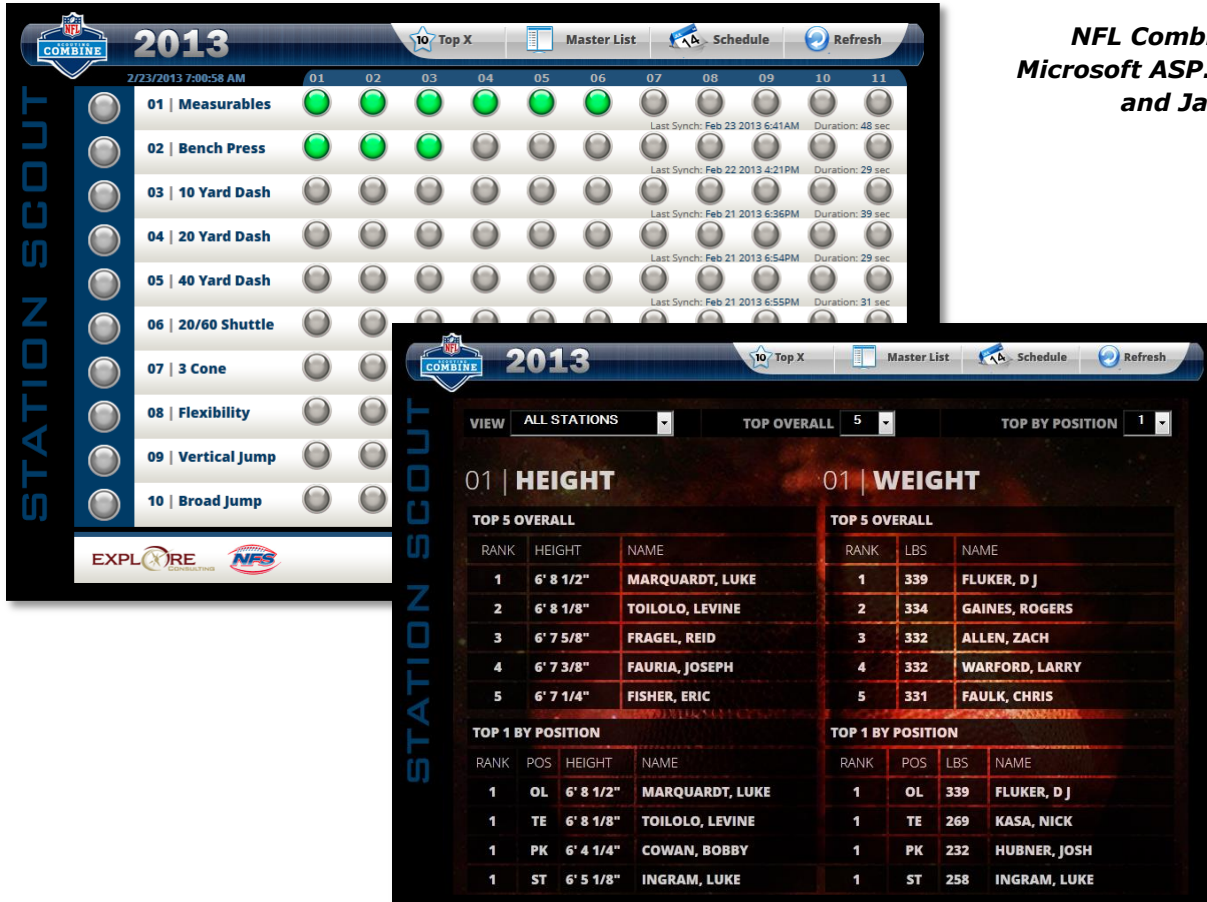 NFL Combi
Microsoft ASP.
and Ja
NFL
SCOUTING
COMBINE
2013
10 Top X Master List Schedule Refresh
STATION SCOUT
2/23/2013 7:00:58 AM 01 02 03 04 05 06 07 08 09 10 11
01 | Measurables
Last Synch: Feb 23 2013 6:41AM Duration: 48 sec
02 | Bench Press
Last Synch: Feb 22 2013 4:21PM Duration: 29 sec
03 | 10 Yard Dash
Last Synch: Feb 21 2013 6:36PM Duration: 39 sec
04 | 20 Yard Dash
Last Synch: Feb 21 2013 6:54PM Duration: 29 sec
05 | 40 Yard Dash
Last Synch: Feb 21 2013 6:55PM Duration: 31 sec
06 | 20/60 Shuttle
07 | 3 Cone
08 | Flexibility
09 | Vertical Jump
10 | Broad Jump
EXPLORE
CONSULTING
NFS
NFL
SCOUTING
COMBINE
2013
10 Top X Master List Schedule Refresh
STATION SCOUT
VIEW ALL STATIONS TOP OVERALL 5 TOP BY POSITION 1
01 | HEIGHT
TOP 5 OVERALL
RANK HEIGHT NAME
1 6' 8 1/2" MARQUARDT, LUKE
2 6' 8 1/8" TOILOLO, LEVINE
3 6' 7 5/8" FRAGEL, REID
4 6' 7 3/8" FAURIA, JOSEPH
5 6' 7 1/4" FISHER, ERIC
TOP 1 BY POSITION
RANK POS HEIGHT NAME
1 OL 6' 8 1/2" MARQUARDT, LUKE
1 TE 6' 8 1/8" TOILOLO, LEVINE
1 PK 6' 4 1/4" COWAN, BOBBY
1 ST 6' 5 1/8" INGRAM, LUKE
01 | WEIGHT
TOP 5 OVERALL
RANK LBS NAME
1 339 FLUKER, D J
2 334 GAINES, ROGERS
3 332 ALLEN, ZACH
4 332 WARFORD, LARRY
5 331 FAULK, CHRIS
TOP 1 BY POSITION
RANK POS LBS NAME
1 OL 339 FLUKER, D J
1 TE 269 KASA, NICK
1 PK 232 HUBNER, JOSH
1 ST 258 INGRAM, LUKE